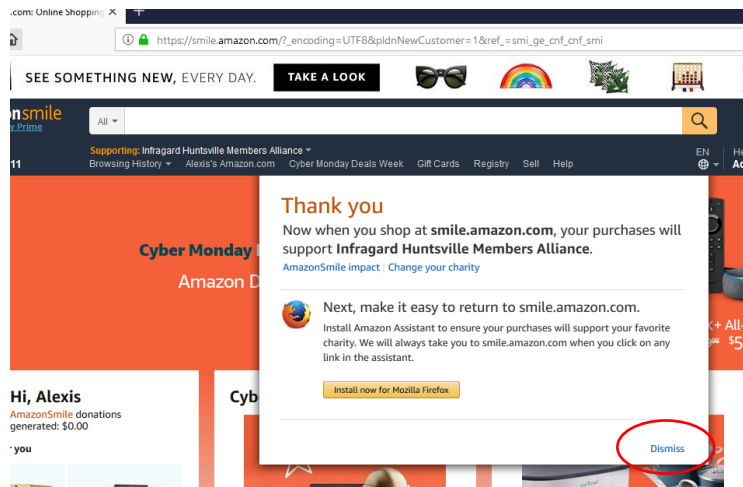 .com: Online Shopping
https://smile.amazon.com/?_encoding=UTF8&pldnNewCustomer=1&ref_=smi_ge_cnf_cnf_smi
SEE SOMETHING NEW, EVERY DAY. TAKE A LOOK
nsmile
y Prime
All
Supporting: Infragard Huntsville Members Alliance
EN
11
Browsing History Alexis's Amazon.com Cyber Monday Deals Week Gift Cards Registry Sell Help
Thank you
Now when you shop at smile.amazon.com, your purchases will
support Infragard Huntsville Members Alliance.
AmazonSmile impact | Change your charity
Cyber Monday
Amazon D
Next, make it easy to return to smile.amazon.com.
Install Amazon Assistant to ensure your purchases will support your favorite
charity. We will always take you to smile.amazon.com when you click on any
link in the assistant.
Install now for Mozilla Firefox
Dismiss
+ All-
$5
Hi, Alexis
AmazonSmile donations
generated: $0.00
you
Cyb